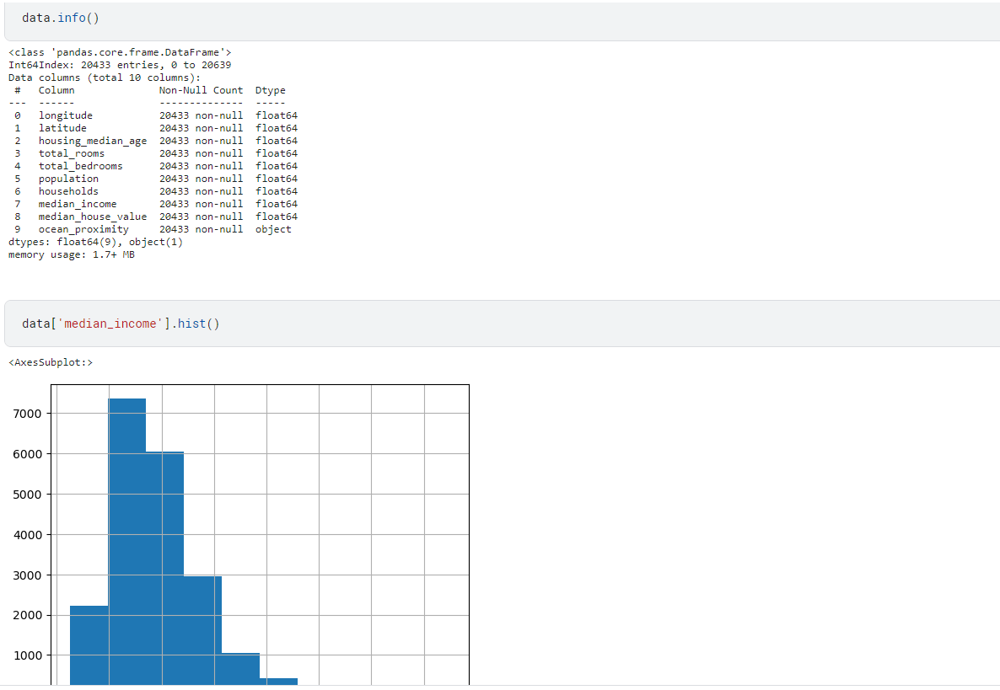 data.info()
<class 'pandas.core.frame.DataFrame'>
Int64Index: 20433 entries, 0 to 20639
Data columns (total 10 columns):
 #   Column              Non-Null Count  Dtype
---  ------              --------------  -----
 0   longitude           20433 non-null  float64
 1   latitude            20433 non-null  float64
 2   housing_median_age  20433 non-null  float64
 3   total_rooms         20433 non-null  float64
 4   total_bedrooms      20433 non-null  float64
 5   population          20433 non-null  float64
 6   households          20433 non-null  float64
 7   median_income       20433 non-null  float64
 8   median_house_value  20433 non-null  float64
 9   ocean_proximity     20433 non-null  object
dtypes: float64(9), object(1)
memory usage: 1.7+ MB
data['median_income'].hist()
<AxesSubplot:>
7000
6000
5000
4000
3000
2000
1000